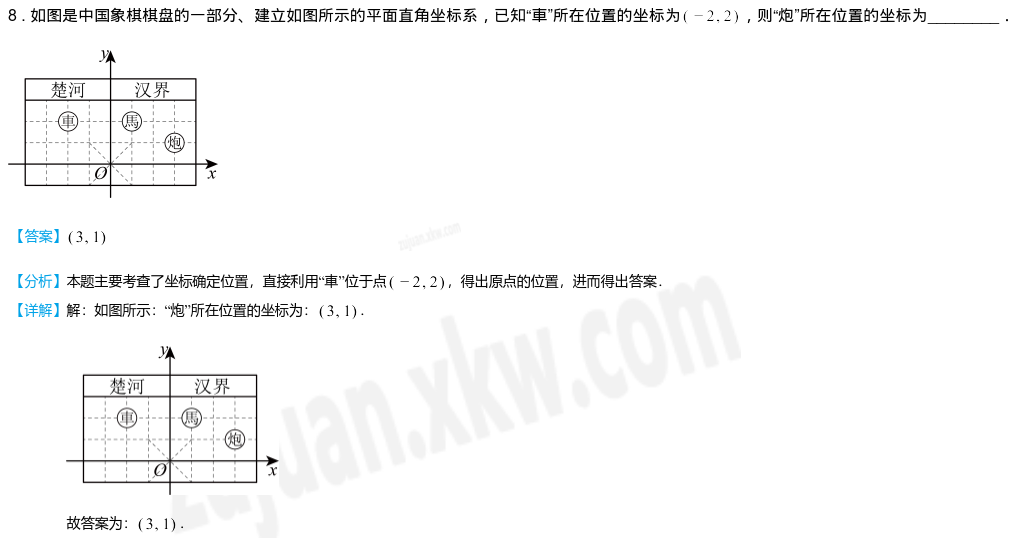 8．如图是中国象棋棋盘的一部分、建立如图所示的平面直角坐标系，已知“車”所在位置的坐标为(－2, 2)，则“炮”所在位置的坐标为_________．
y
楚河 汉界
車 馬
炮
O x
【答案】(3, 1)
zujuan.xkw.com
【分析】本题主要考查了坐标确定位置，直接利用“車”位于点(－2, 2)，得出原点的位置，进而得出答案．
【详解】解：如图所示：“炮”所在位置的坐标为：(3, 1)．
y
楚河 汉界
車 馬
炮
O x
zujuan.xkw.com
故答案为：(3, 1)．